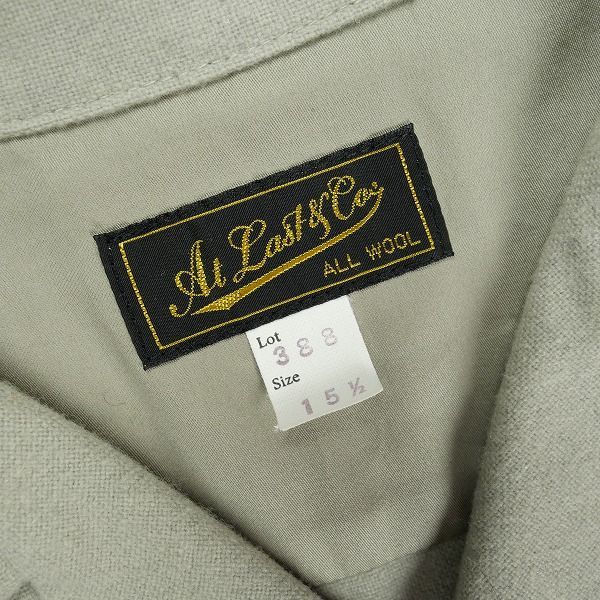 At Last & Co.
ALL WOOL
Lot
388
Size
15½